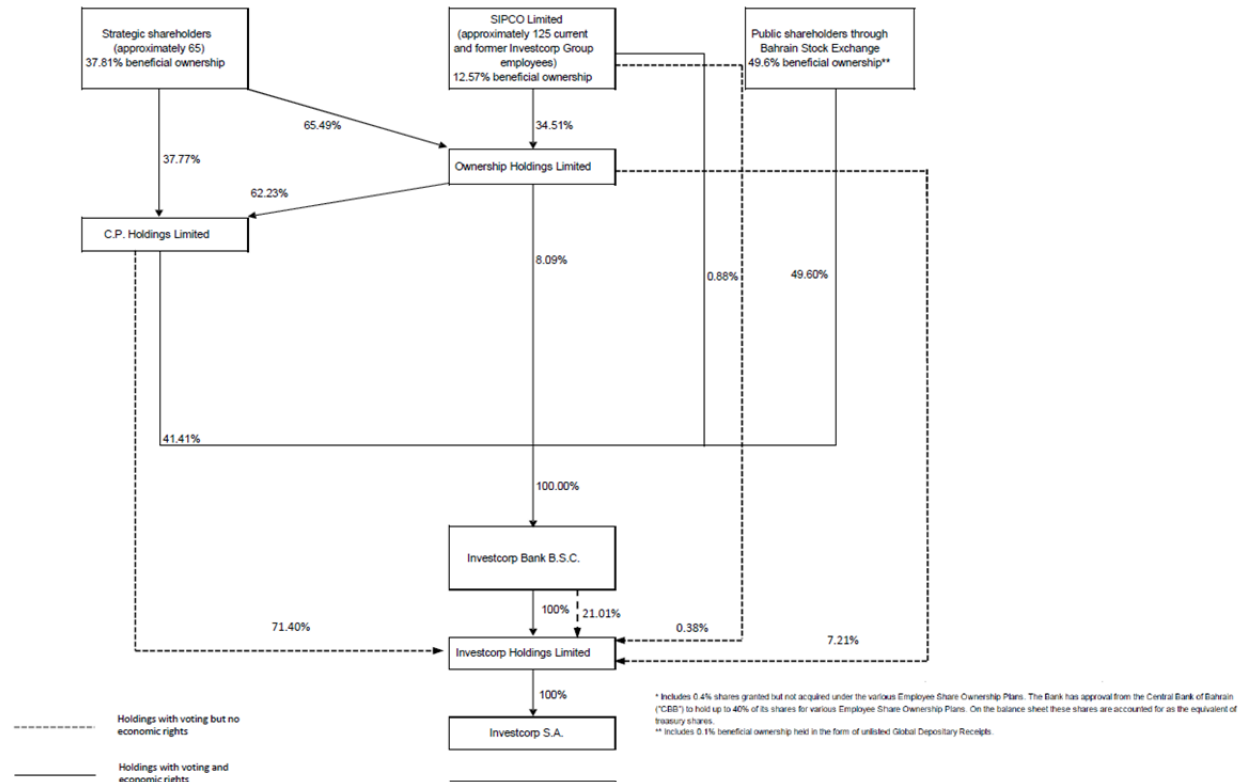 Strategic shareholders
(approximately 65)
37.81% beneficial ownership
SIPCO Limited
(approximately 125 current
and former Investcorp Group
employees)
12.57% beneficial ownership
Public shareholders through
Bahrain Stock Exchange
49.6% beneficial ownership**
65.49%
34.51%
37.77%
Ownership Holdings Limited
62.23%
C.P. Holdings Limited
8.09%
0.88%
49.60%
41.41%
100.00%
Investcorp Bank B.S.C.
100%
21.01%
71.40%
0.38%
7.21%
Investcorp Holdings Limited
100%
Investcorp S.A.
* Includes 0.4% shares granted but not acquired under the various Employee Share Ownership Plans. The Bank has approval from the Central Bank of Bahrain
("CBB") to hold up to 40% of its shares for various Employee Share Ownership Plans. On the balance sheet these shares are accounted for as the equivalent of
treasury shares.
** Includes 0.1% beneficial ownership held in the form of unlisted Global Depositary Receipts.
Holdings with voting but no
economic rights
Holdings with voting and
economic rights